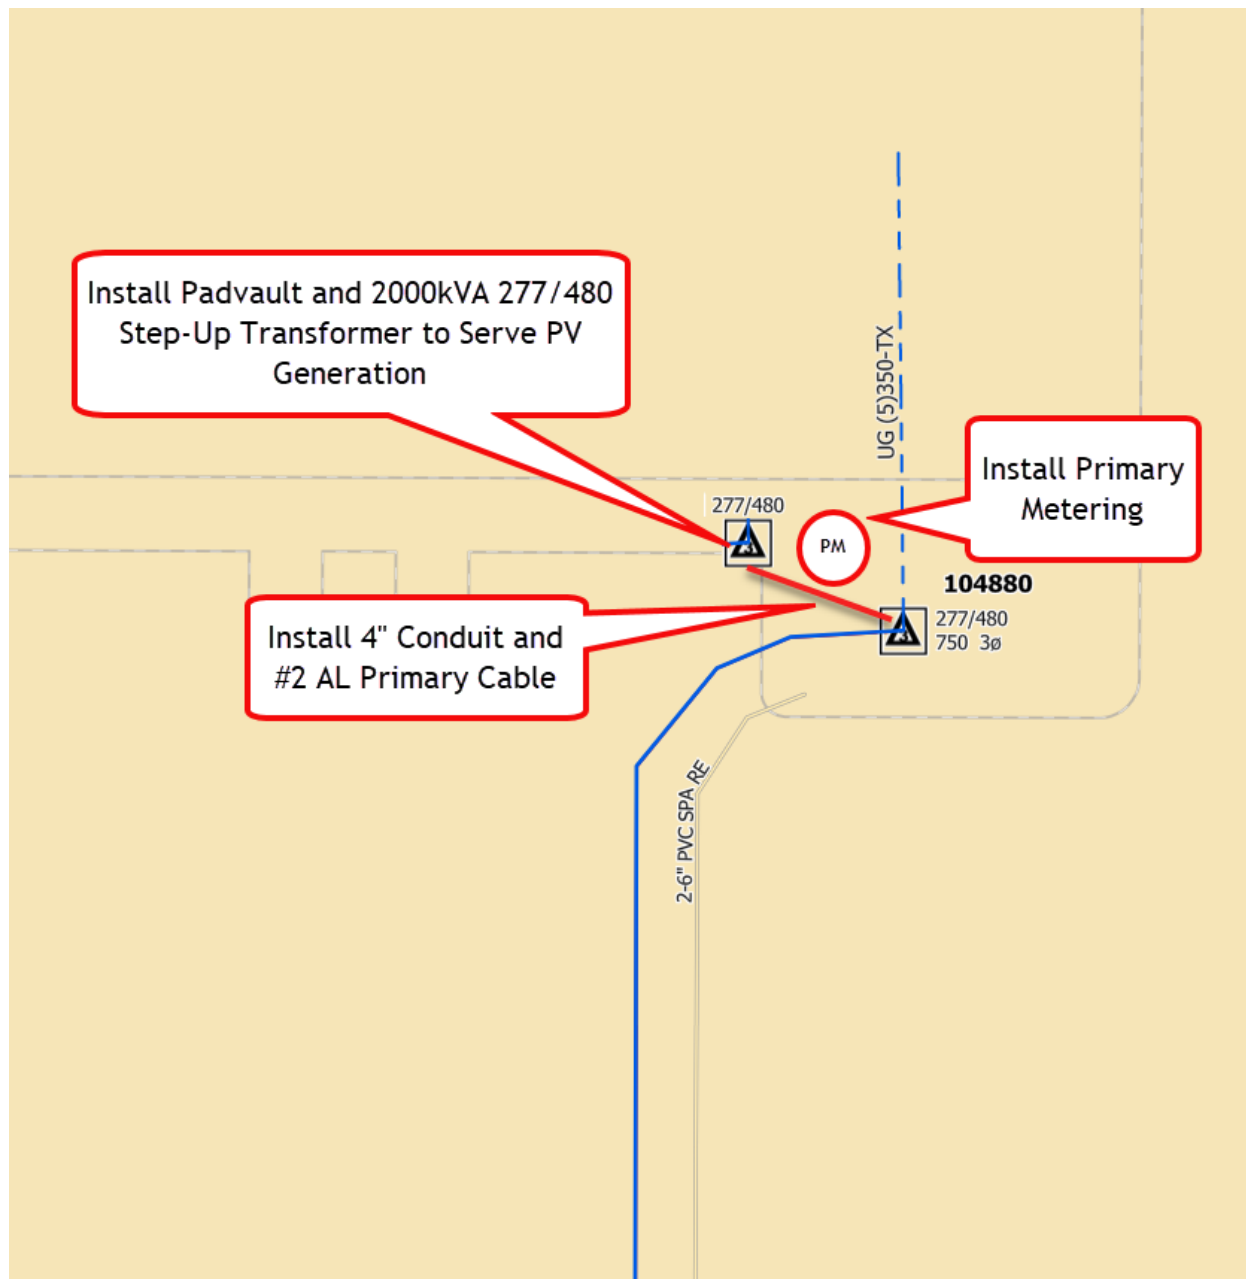 Install Padvault and 2000kVA 277/480
Step-Up Transformer to Serve PV
Generation
UG (5)350-TX
Install Primary
Metering
277/480
PM
104880
277/480
750 3ø
Install 4" Conduit and
#2 AL Primary Cable
2-6" PVC SPA RE